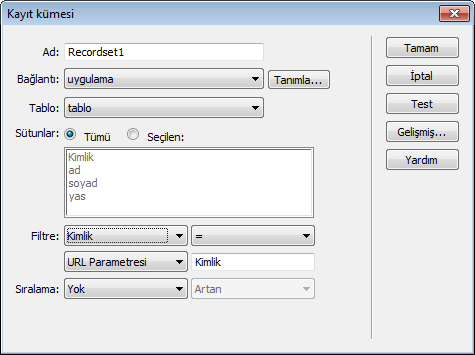 Kayıt kümesi
Ad: Recordset1
Bağlantı: uygulama Tanımla...
Tablo: tablo
Sütunlar: Tümü Seçilen:
Kimlik
ad
soyad
yas
Filtre: Kimlik =
URL Parametresi Kimlik
Sıralama: Yok Artan
Tamam
İptal
Test
Gelişmiş...
Yardım